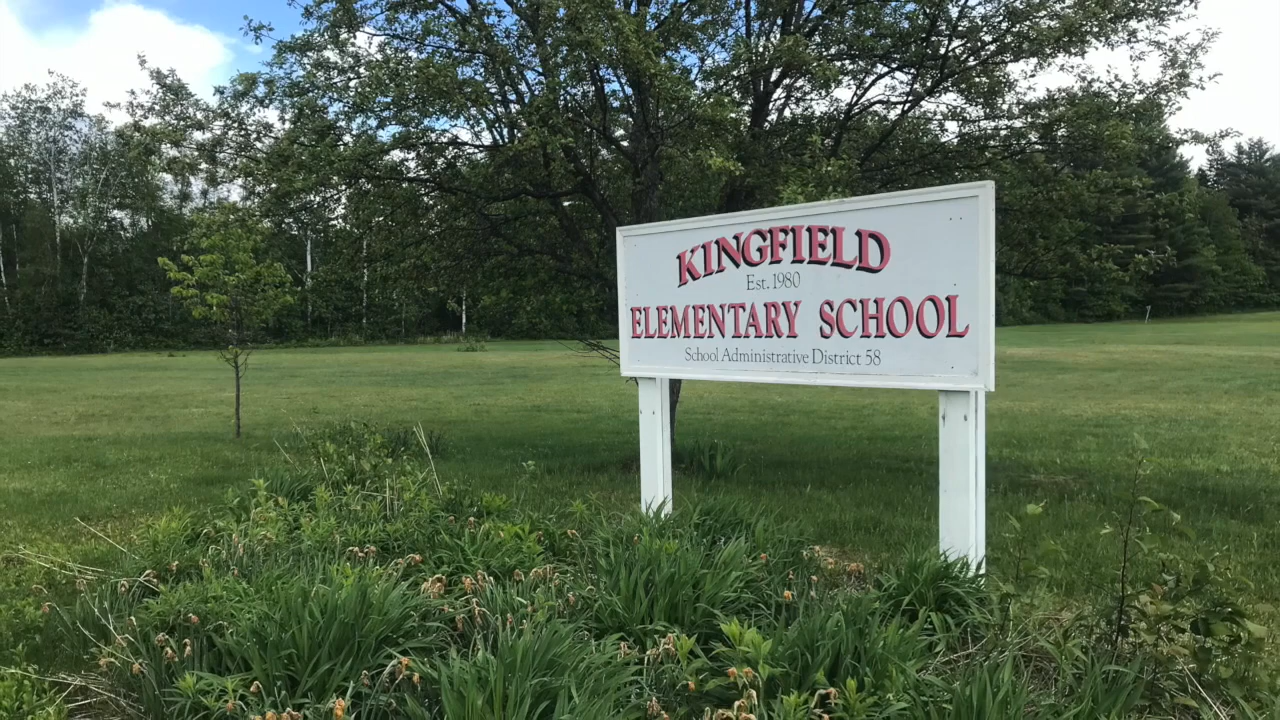 KINGFIELD
Est. 1980
ELEMENTARY SCHOOL
School Administrative District 58